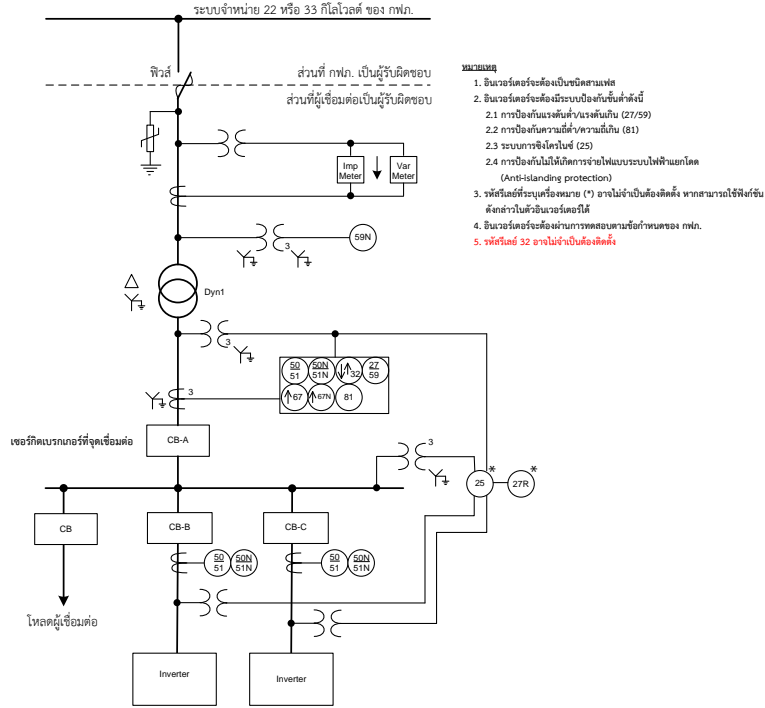 ระบบจำหน่าย 22 หรือ 33 กิโลโวลต์ ของ กฟภ.
ฟิวส์
ส่วนที่ กฟภ. เป็นผู้รับผิดชอบ
ส่วนที่ผู้เชื่อมต่อเป็นผู้รับผิดชอบ
หมายเหตุ
1. อินเวอร์เตอร์จะต้องเป็นชนิดสามเฟส
2. อินเวอร์เตอร์จะต้องมีระบบป้องกันขั้นต่ำดังนี้
2.1 การป้องกันแรงดันต่ำ/แรงดันเกิน (27/59)
2.2 การป้องกันความถี่ต่ำ/ความถี่เกิน (81)
2.3 ระบบการซิงโครไนซ์ (25)
2.4 การป้องกันไม่ให้เกิดการจ่ายไฟแบบระบบไฟฟ้าแยกโดด
(Anti-islanding protection)
3. รหัสรีเลย์ที่ระบุเครื่องหมาย (*) อาจไม่จำเป็นต้องติดตั้ง หากสามารถใช้ฟังก์ชัน
ดังกล่าวในตัวอินเวอร์เตอร์ได้
4. อินเวอร์เตอร์จะต้องผ่านการทดสอบตามข้อกำหนดของ กฟภ.
5. รหัสรีเลย์ 32 อาจไม่จำเป็นต้องติดตั้ง
Imp
Meter
Var
Meter
3
59N
Dyn1
3
50
51
50N
51N
32
27
59
67
67N
81
3
CB-A
เซอร์กิตเบรกเกอร์ที่จุดเชื่อมต่อ
3
25
*
27R
*
CB
CB-B
CB-C
50
51
50N
51N
50
51
50N
51N
โหลดผู้เชื่อมต่อ
Inverter
Inverter